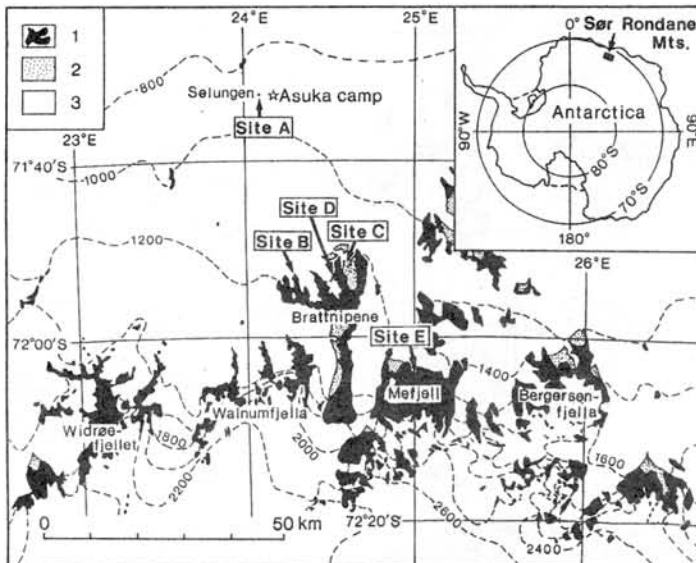 1
2
3
24°E
25°E
0°
Sør Rondane
Mts.
Antarctica
90°W
90°E
80°S
70°S
180°
800
Selungen
☆Asuka camp
Site A
23°E
71°40'S
1000
1200
Site D
Site B
Site C
26°E
Brattnipene
72°00'S
Site E
1400
Mefjell
Bergersen-
fjella
Walnumfjella
Widrøe-
fjellet
1800
2000
2200
1600
2600
2400
0
50 km
72°20'S